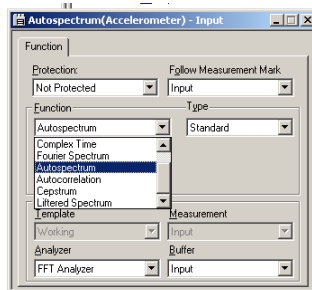 Autospectrum(Accelerometer) - Input
Function
Protection:
Follow Measurement Mark
Not Protected
Input
Function
Type
Autospectrum
Standard
Complex Time
Fourier Spectrum
Autospectrum
Autocorrelation
Cepstrum
Liftered Spectrum
Template
Measurement
Working
Input
Analyzer
Buffer
FFT Analyzer
Input